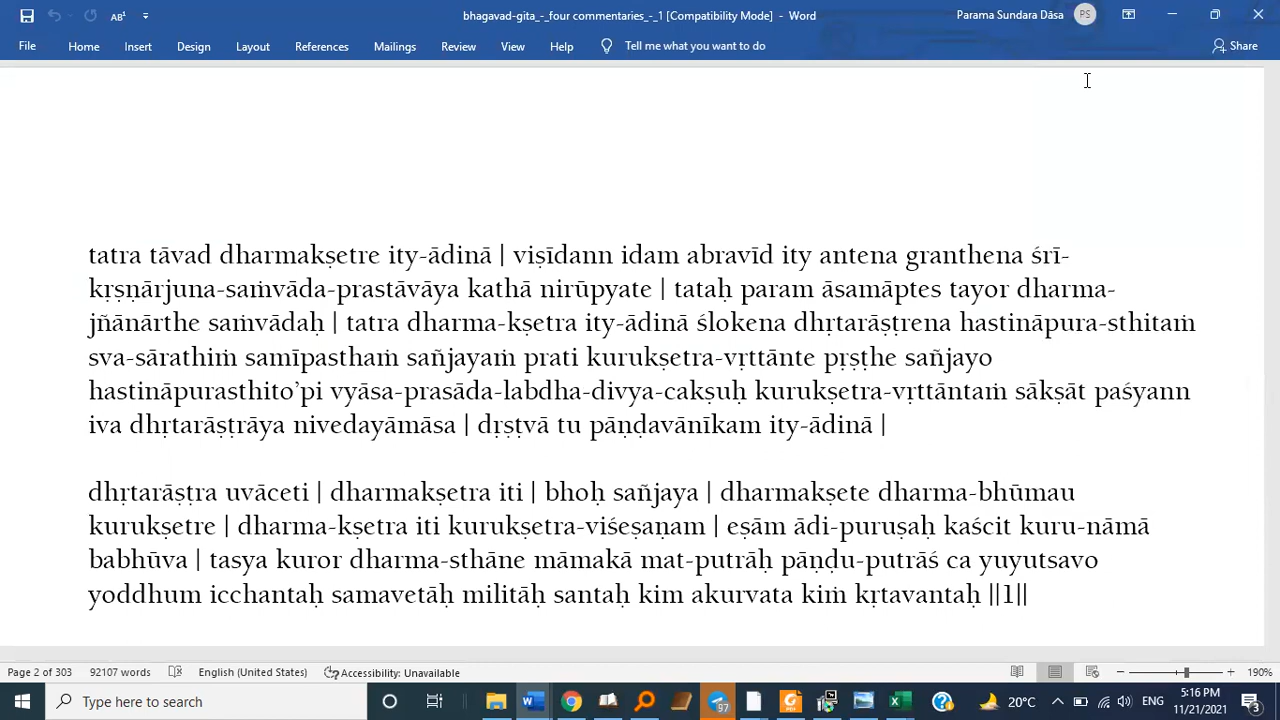 bhagavad-gita_-_four commentaries_-_1 [Compatibility Mode] - Word
Parama Sundara Dāsa
PS
File Home Insert Design Layout References Mailings Review View Help Tell me what you want to do Share
tatra tāvad dharmakṣetre ity-ādinā | viṣīdann idam abravīd ity antena granthena śrī-
kṛṣṇārjuna-saṁvāda-prastāvāya kathā nirūpyate | tataḥ param āsamāptes tayor dharma-
jñānārthe saṁvādaḥ | tatra dharma-kṣetra ity-ādinā ślokena dhṛtarāṣṭrena hastināpura-sthitaṁ
sva-sārathiṁ samīpasthaṁ sañjayaṁ prati kurukṣetra-vṛttānte pṛṣṭhe sañjayo
hastināpurasthito’pi vyāsa-prasāda-labdha-divya-cakṣuḥ kurukṣetra-vṛttāntaṁ sākṣāt paśyann
iva dhṛtarāṣṭrāya nivedayāmāsa | dṛṣṭvā tu pāṇḍavānīkam ity-ādinā |
dhṛtarāṣṭra uvāceti | dharmakṣetra iti | bhoḥ sañjaya | dharmakṣete dharma-bhūmau
kurukṣetre | dharma-kṣetra iti kurukṣetra-viśeṣaṇam | eṣām ādi-puruṣaḥ kaścit kuru-nāmā
babhūva | tasya kuror dharma-sthāne māmakā mat-putrāḥ pāṇḍu-putrāś ca yuyutsavo
yoddhum icchantaḥ samavetāḥ militāḥ santaḥ kim akurvata kiṁ kṛtavantaḥ ||1||
Page 2 of 303 92107 words English (United States) Accessibility: Unavailable 190%
Type here to search
97
20°C
ENG
5:16 PM
11/21/2021
3